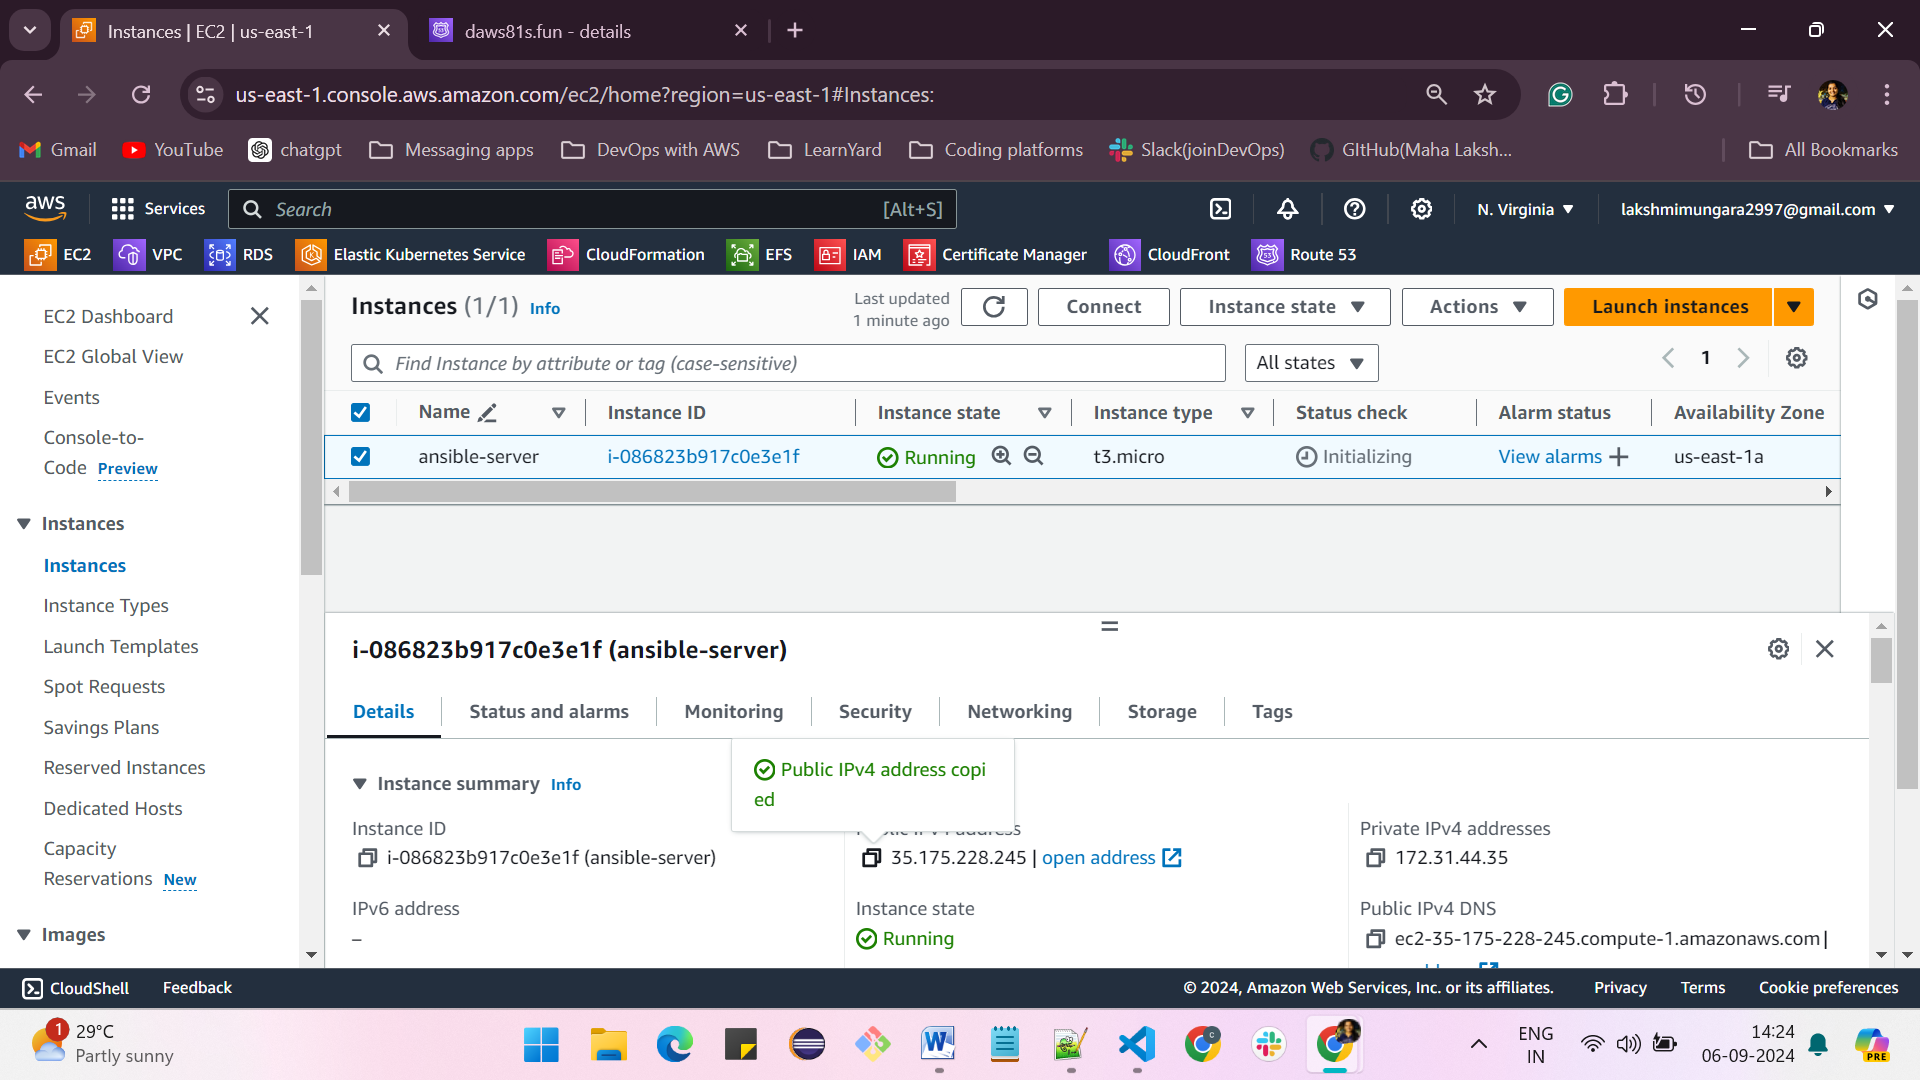 Instances | EC2 | us-east-1
daws81s.fun - details
us-east-1.console.aws.amazon.com/ec2/home?region=us-east-1#Instances:
Gmail
YouTube
chatgpt
Messaging apps
DevOps with AWS
LearnYard
Coding platforms
Slack(joinDevOps)
GItHub(Maha Laksh...
All Bookmarks
aws
Services
Search
[Alt+S]
N. Virginia
lakshmimungara2997@gmail.com
EC2
VPC
RDS
Elastic Kubernetes Service
CloudFormation
EFS
IAM
Certificate Manager
CloudFront
Route 53
EC2 Dashboard
EC2 Global View
Events
Console-to-
Code Preview
Instances
Instances
Instance Types
Launch Templates
Spot Requests
Savings Plans
Reserved Instances
Dedicated Hosts
Capacity
Reservations New
Images
Instances (1/1) Info
Last updated
1 minute ago
Connect
Instance state
Actions
Launch instances
Find Instance by attribute or tag (case-sensitive)
All states
1
Name
Instance ID
Instance state
Instance type
Status check
Alarm status
Availability Zone
ansible-server
i-086823b917c0e3e1f
Running
t3.micro
Initializing
View alarms +
us-east-1a
i-086823b917c0e3e1f (ansible-server)
Details
Status and alarms
Monitoring
Security
Networking
Storage
Tags
Public IPv4 address copi
ed
Instance summary Info
Instance ID
i-086823b917c0e3e1f (ansible-server)
35.175.228.245 | open address
Private IPv4 addresses
172.31.44.35
IPv6 address
–
Instance state
Running
Public IPv4 DNS
ec2-35-175-228-245.compute-1.amazonaws.com |
CloudShell
Feedback
© 2024, Amazon Web Services, Inc. or its affiliates.
Privacy
Terms
Cookie preferences
1
29°C
Partly sunny
ENG
IN
14:24
06-09-2024
PRE